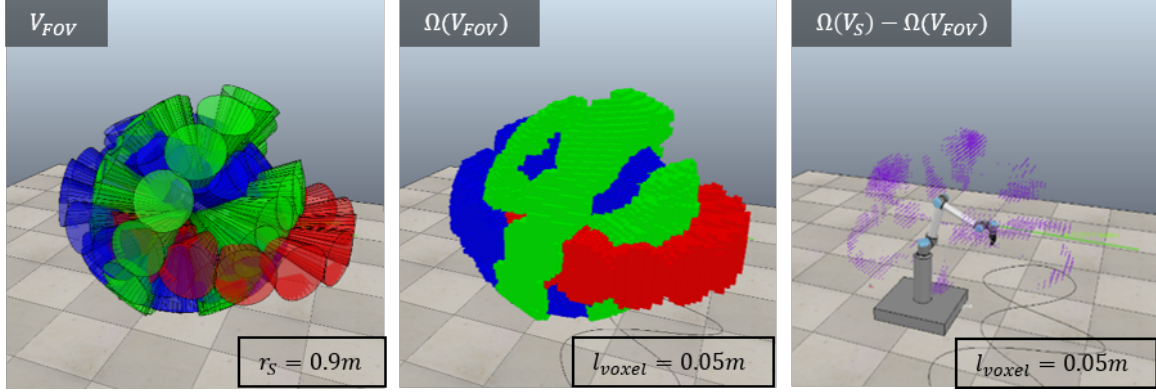 V_FOV
Ω(V_FOV)
Ω(V_S) − Ω(V_FOV)
r_S = 0.9m
l_voxel = 0.05m
l_voxel = 0.05m